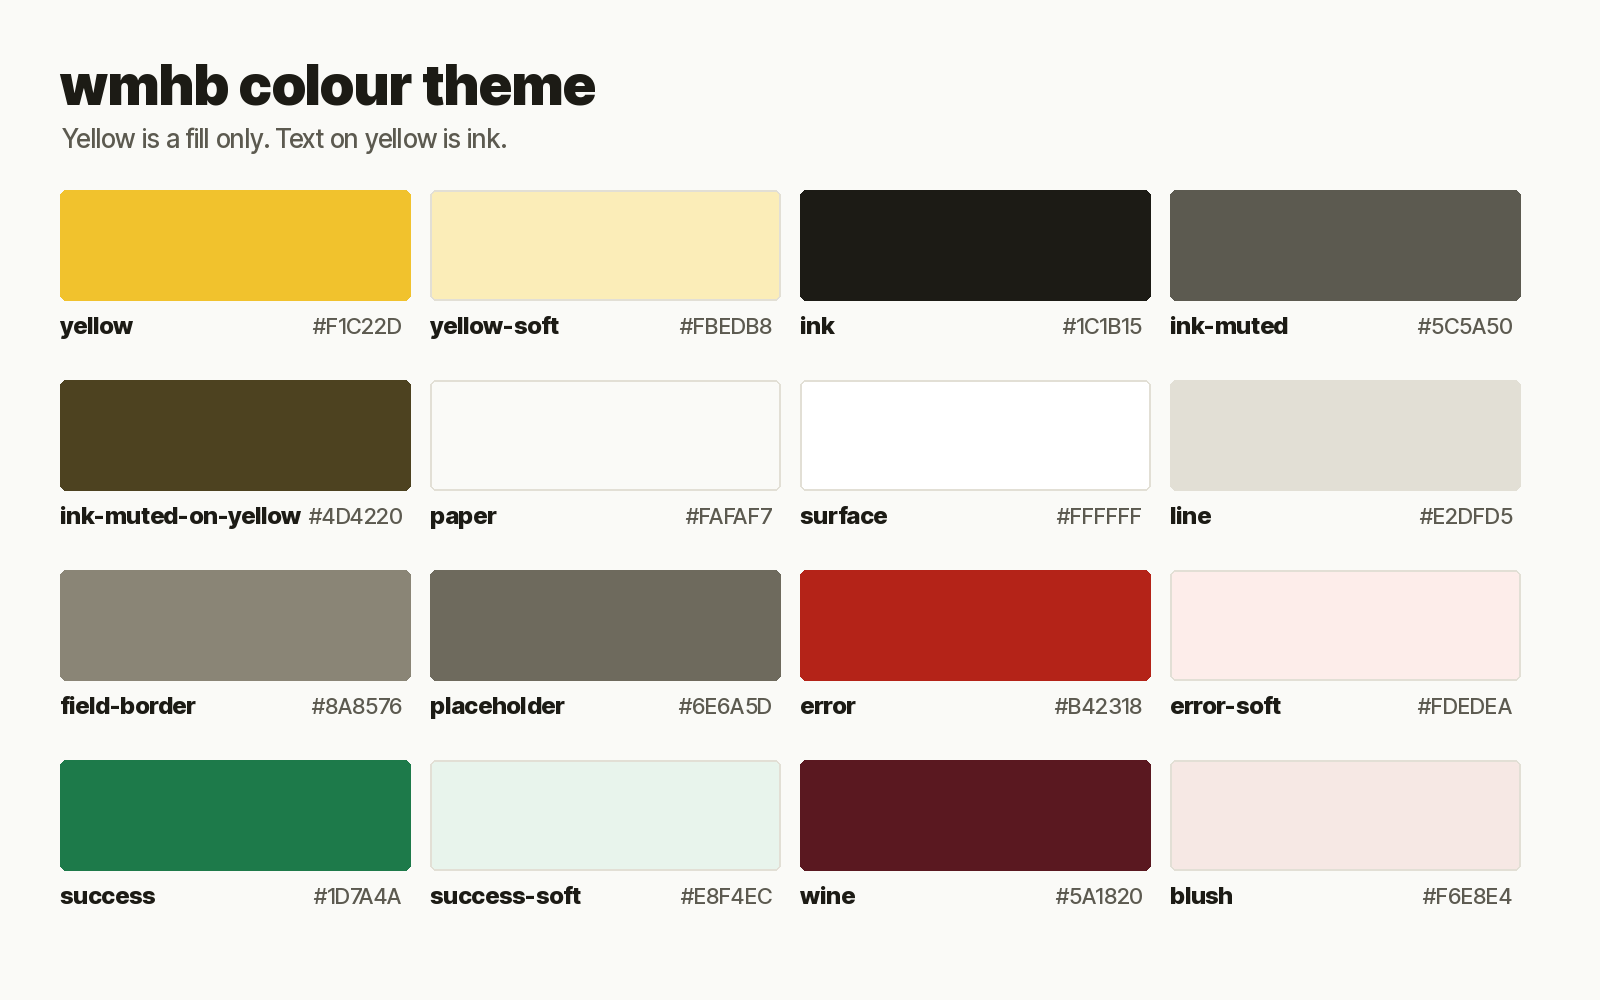 wmhb colour theme
Yellow is a fill only. Text on yellow is ink.
yellow #F1C22D yellow-soft #FBEDB8 ink #1C1B15 ink-muted #5C5A50
ink-muted-on-yellow #4D4220 paper #FAFAF7 surface #FFFFFF line #E2DFD5
field-border #8A8576 placeholder #6E6A5D error #B42318 error-soft #FDEDEA
success #1D7A4A success-soft #E8F4EC wine #5A1820 blush #F6E8E4